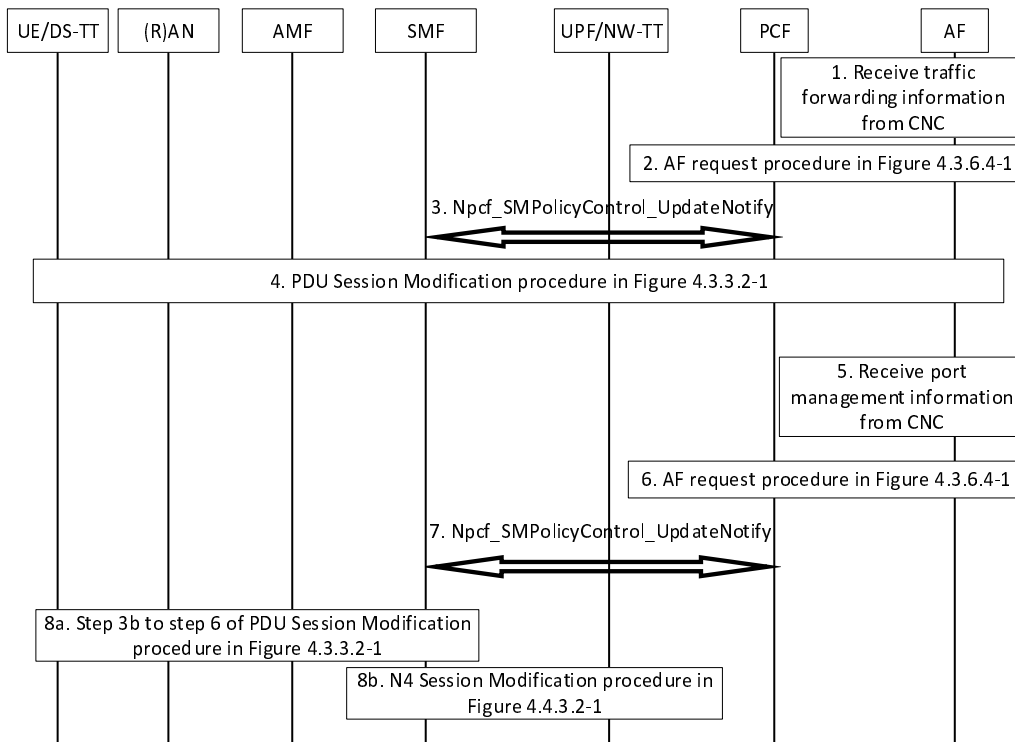 UE/DS-TT
(R)AN
AMF
SMF
UPF/NW-TT
PCF
AF
1. Receive traffic
forwarding information
from CNC
2. AF request procedure in Figure 4.3.6.4-1
3. Npcf_SMPolicyControl_UpdateNotify
4. PDU Session Modification procedure in Figure 4.3.3.2-1
5. Receive port
management information
from CNC
6. AF request procedure in Figure 4.3.6.4-1
7. Npcf_SMPolicyControl_UpdateNotify
8a. Step 3b to step 6 of PDU Session Modification
procedure in Figure 4.3.3.2-1
8b. N4 Session Modification procedure in
Figure 4.4.3.2-1